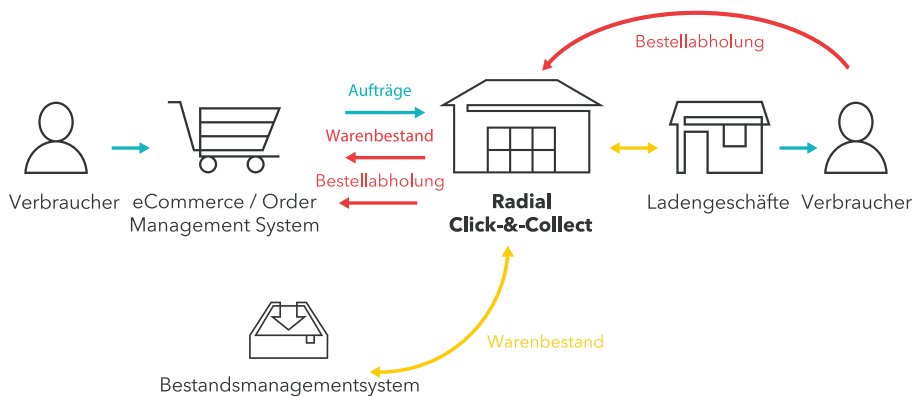 Bestellabholung
Aufträge
Warenbestand
Bestellabholung
Verbraucher
eCommerce / Order
Management System
Radial
Click-&-Collect
Ladengeschäfte
Verbraucher
Warenbestand
Bestandsmanagementsystem